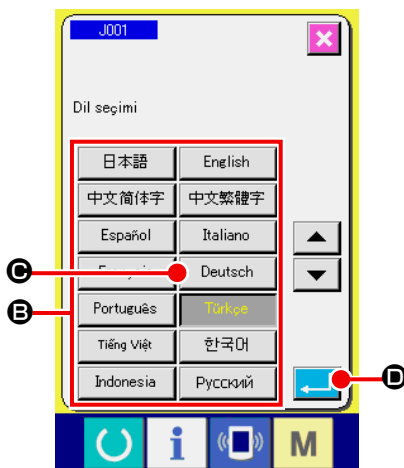 J001
Dil seçimi
日本語 English
中文简体字 中文繁體字
Español Italiano
C Deutsch
B Português Türkçe
Tiếng Việt 한국어
Indonesia Русский D
i M